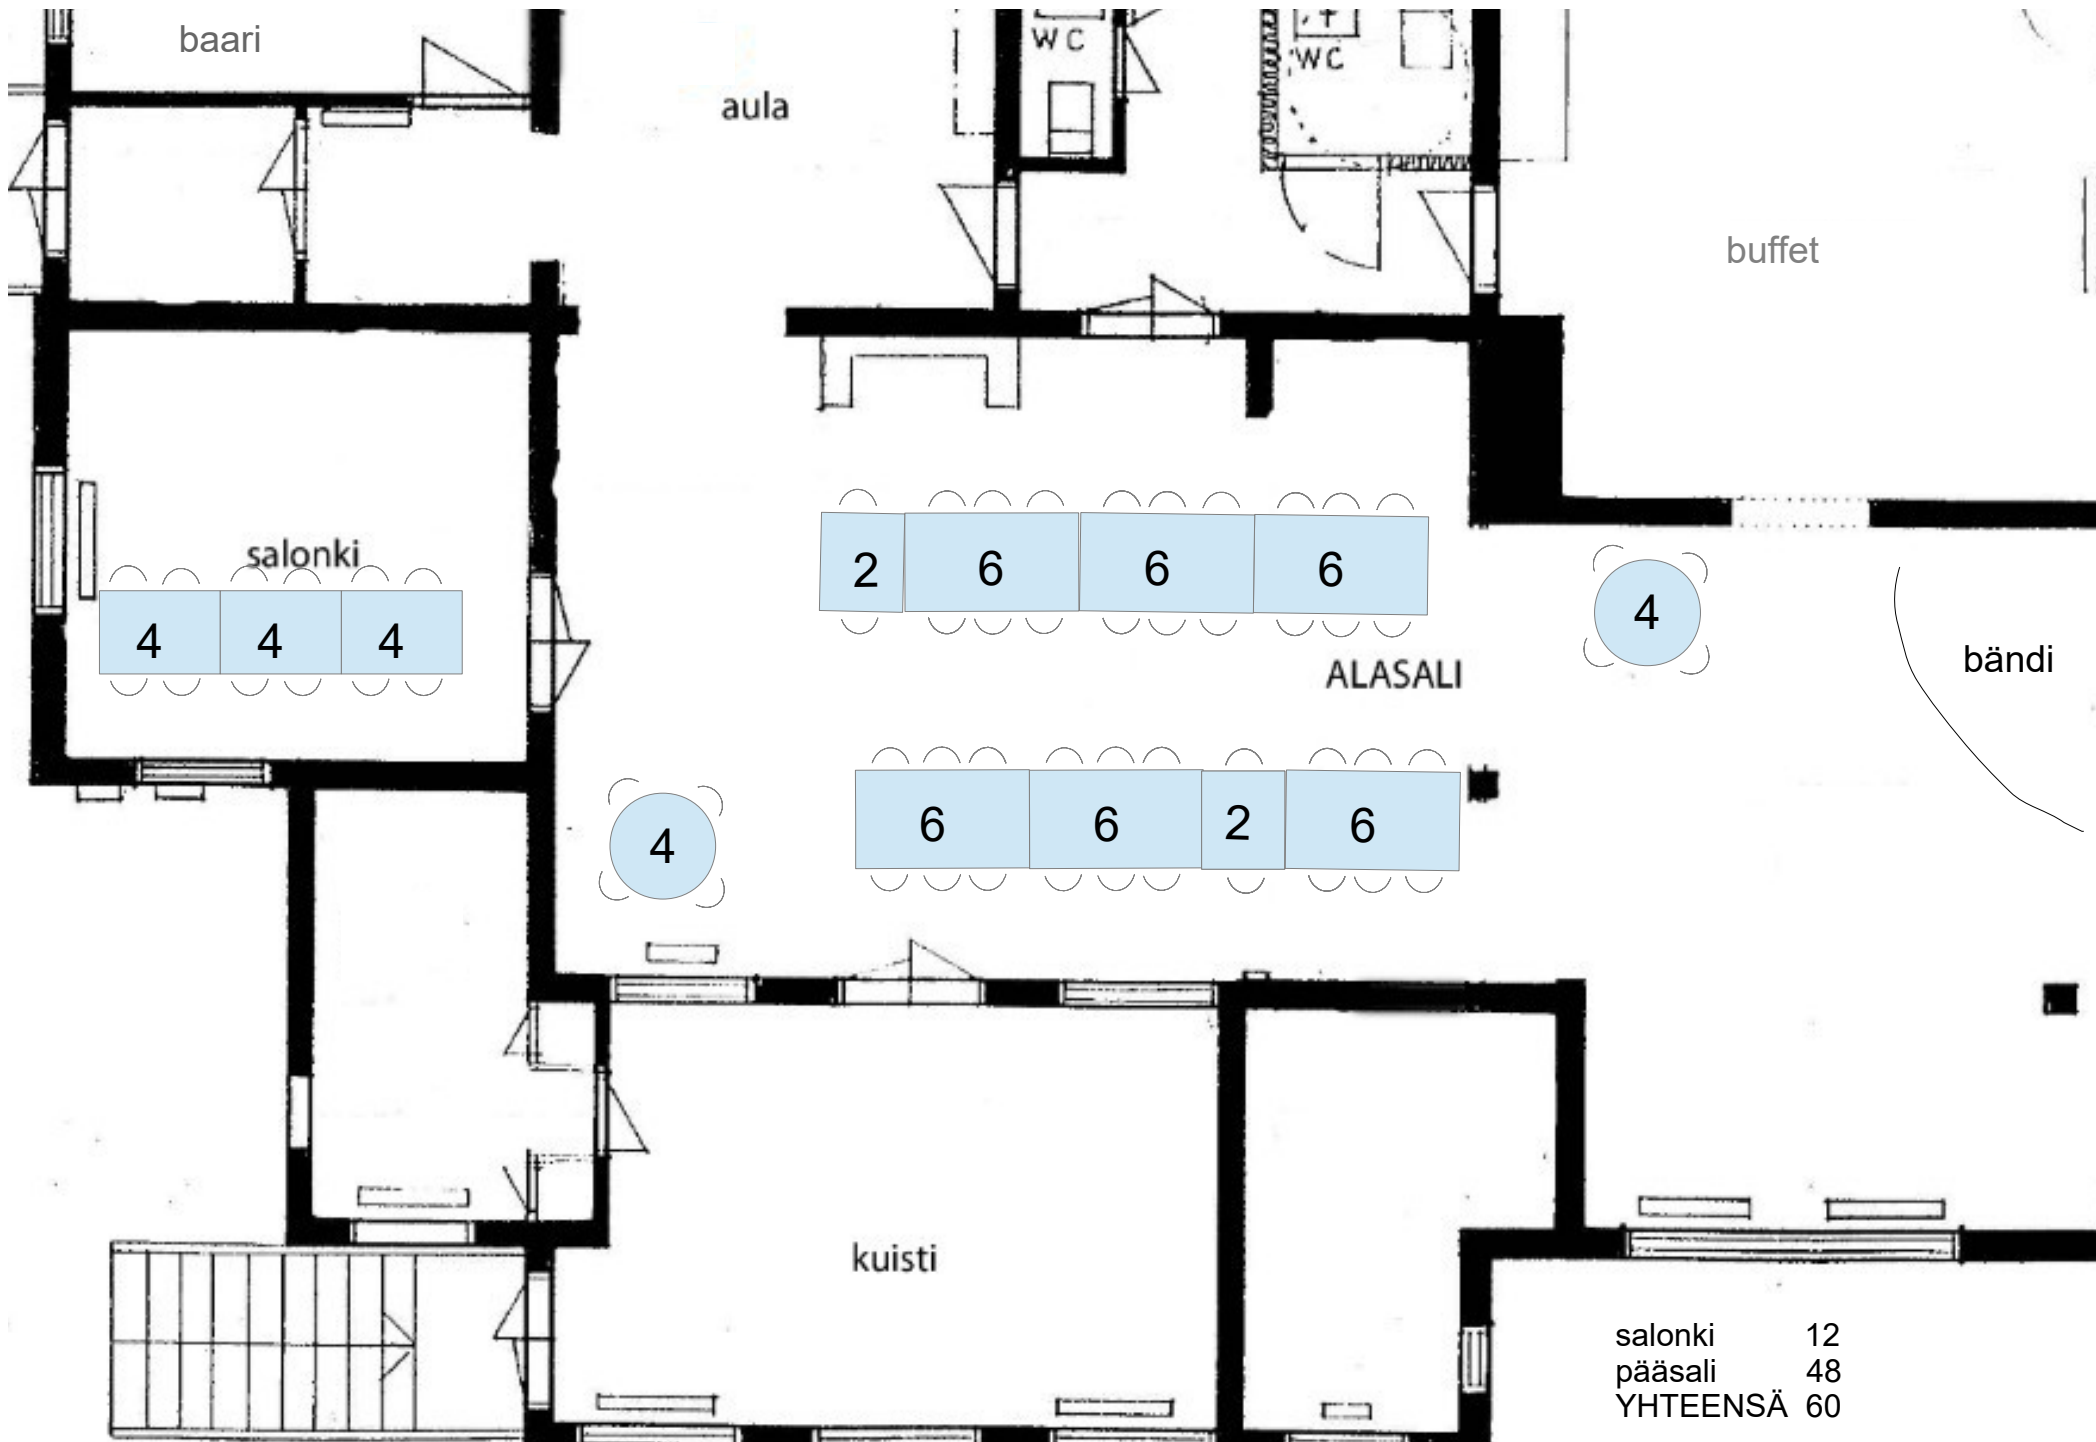 baari
aula
WC
WC
buffet
salonki
2 6 6 6
4
4 4 4
ALASALI
bändi
4
6 6 2 6
kuisti
salonki 12
pääsali 48
YHTEENSÄ 60